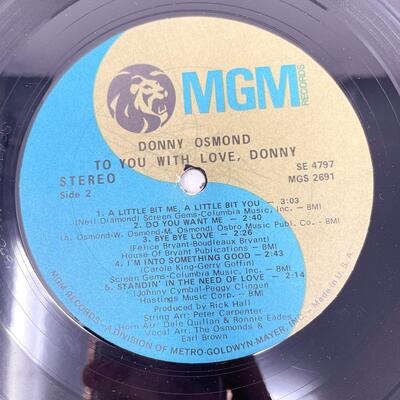 MGM
RECORDS
DONNY OSMOND
TO YOU WITH LOVE, DONNY
STEREO
Side 2
SE 4797
MGS 2691
1. A LITTLE BIT ME, A LITTLE BIT YOU – 3:03
(Neil Diamond) Screen Gems-Columbia Music, Inc. – BMI
2. DO YOU WANT ME – 2:40
(A. Osmond-W. Osmond-M. Osmond) Osbro Music Publ. Co. – BMI
3. BYE BYE LOVE – 2:26
(Felice Bryant-Boudleaux Bryant)
House Of Bryant Publications – BMI
4. I'M INTO SOMETHING GOOD – 2:43
(Carole King-Gerry Goffin)
Screen Gems-Columbia Music, Inc. – BMI
5. STANDIN' IN THE NEED OF LOVE – 2:14
(Johnny Cymbal-Peggy Clinger)
Hastings Music Corp. – BMI
Produced by Rick Hall
String Arr: Peter Carpenter
Horn Arr: Dale Quillan & Ronnie Eades
Vocal Arr: The Osmonds &
Earl Brown
MGM RECORDS – A DIVISION OF METRO-GOLDWYN-MAYER, INC. – Made in U.S.A.